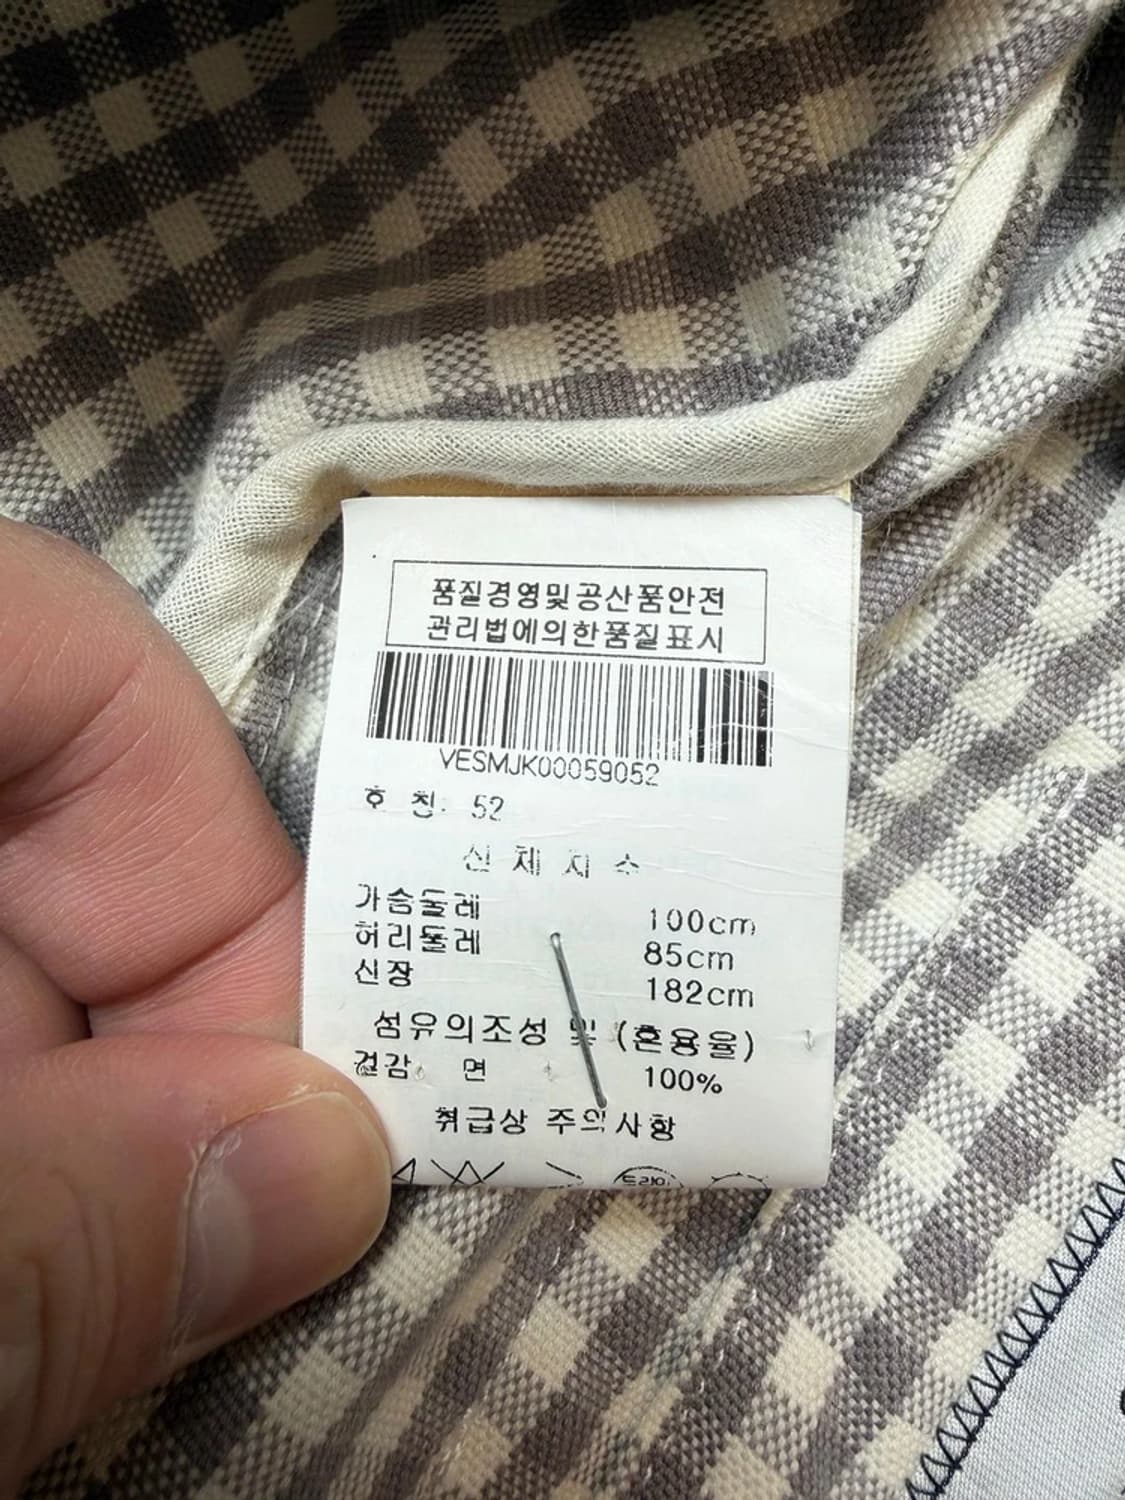 품질경영및공산품안전
관리법에의한품질표시
VESMJK00059052
호 칭: 52
신 체 치 수
가슴둘레 100cm
허리둘레 85cm
신장 182cm
섬유의조성 및 (혼용율)
겉감 면 100%
취급상 주의사항
드라이